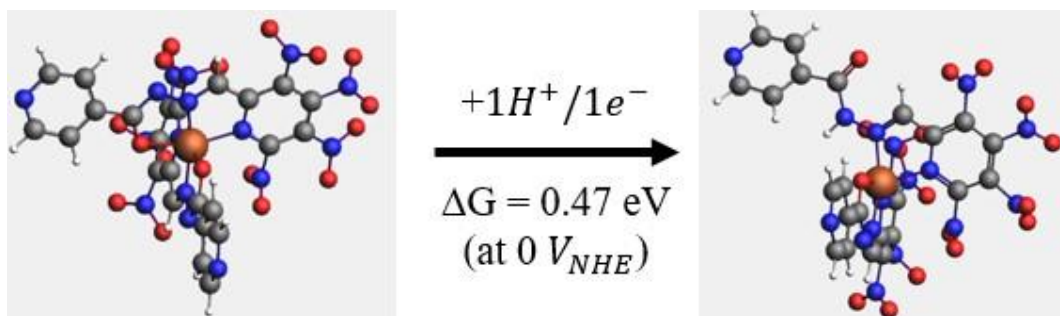 +1H⁺/1e⁻
ΔG = 0.47 eV
(at 0 V_NHE)